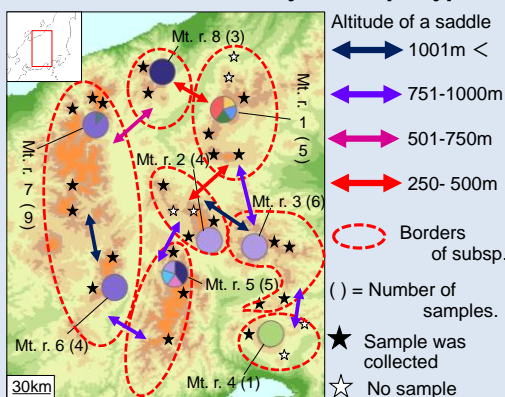 Mt. r. 8 (3)
Mt. r. 1 (5)
Mt. r. 2 (4)
Mt. r. 3 (6)
Mt. r. 7 (9)
Mt. r. 5 (5)
Mt. r. 6 (4)
Mt. r. 4 (1)
30km
Altitude of a saddle
1001m <
751-1000m
501-750m
250- 500m
Borders
of subsp.
( ) = Number of
samples.
Sample was
collected
No sample